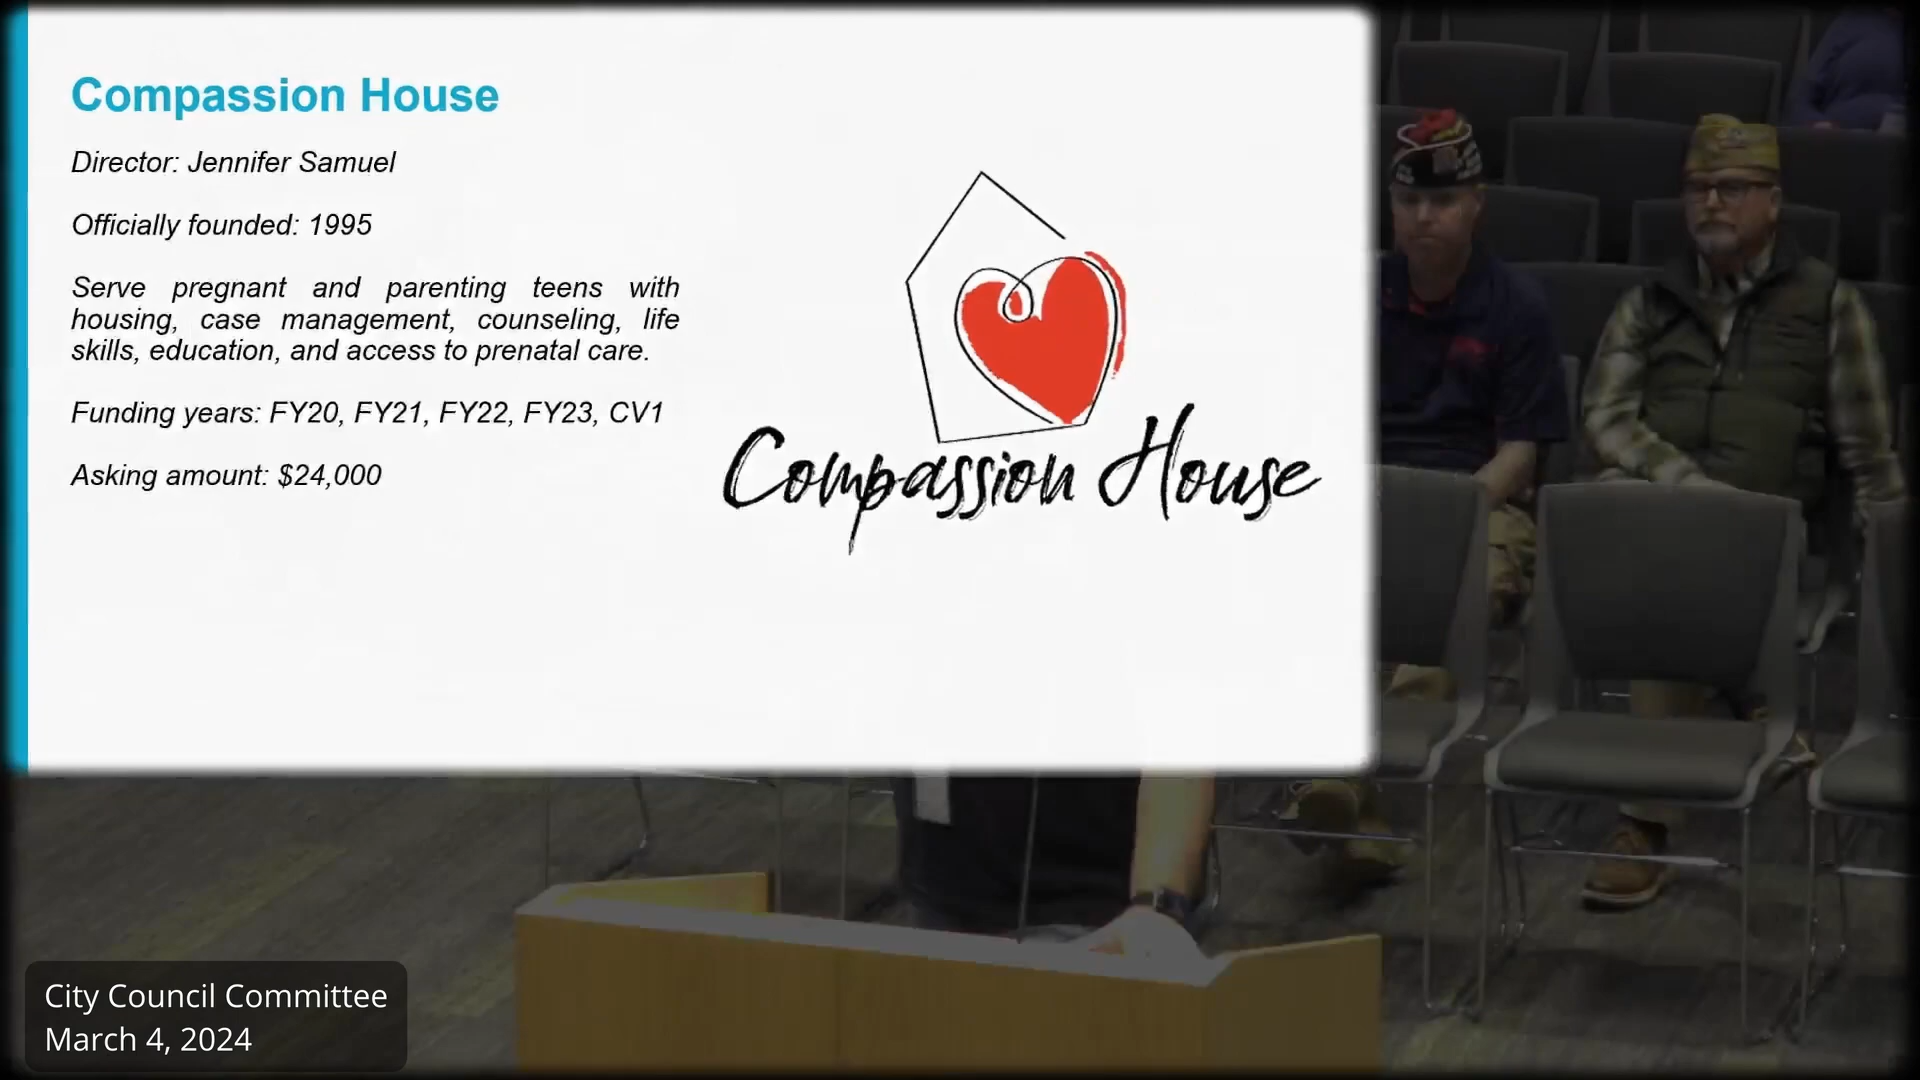 Compassion House
Director: Jennifer Samuel
Officially founded: 1995
Serve pregnant and parenting teens with
housing, case management, counseling, life
skills, education, and access to prenatal care.
Funding years: FY20, FY21, FY22, FY23, CV1
Asking amount: $24,000
Compassion House
City Council Committee
March 4, 2024